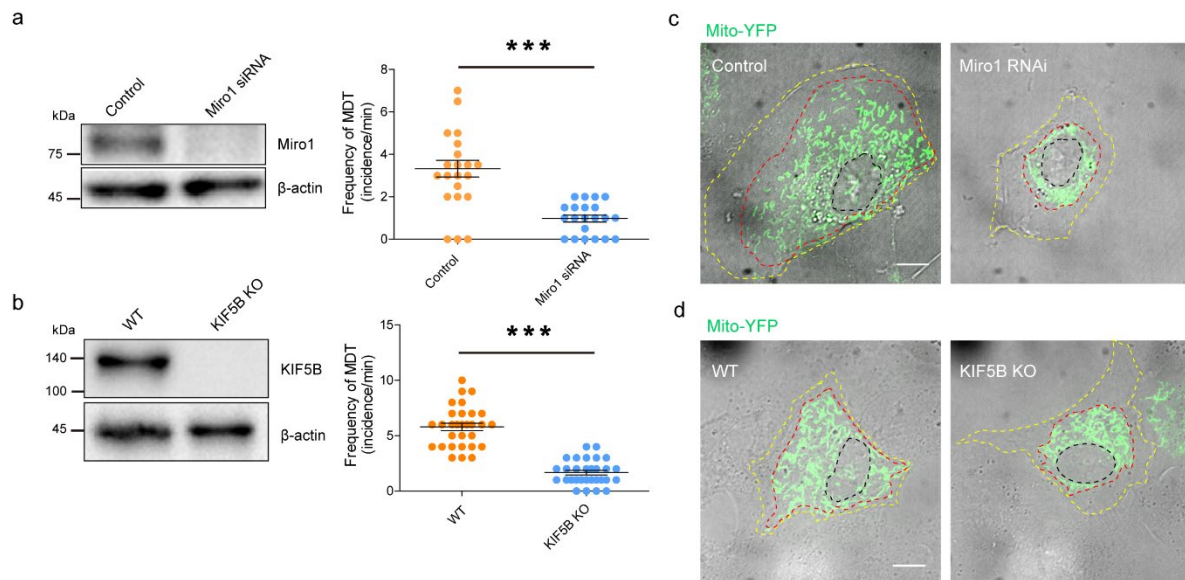 a
kDa
Control
Miro1 siRNA
75
Miro1
45
β-actin
***
Frequency of MDT
(incidence/min)
8
6
4
2
0
Control
Miro1 siRNA
b
kDa
WT
KIF5B KO
140
KIF5B
100
45
β-actin
***
Frequency of MDT
(incidence/min)
15
10
5
0
WT
KIF5B KO
c
Mito-YFP
Control
Miro1 RNAi
d
Mito-YFP
WT
KIF5B KO